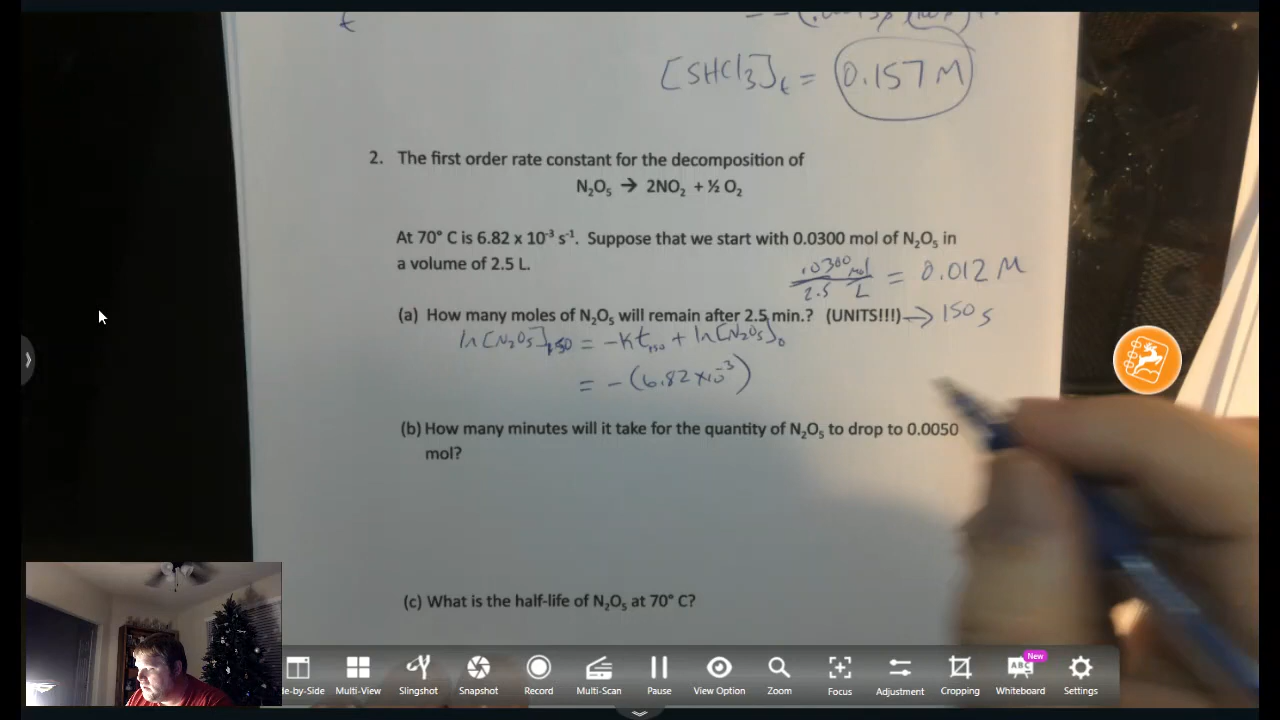 [SHCl3]t = 0.157 M
2. The first order rate constant for the decomposition of
N₂O₅ → 2NO₂ + ½ O₂
At 70° C is 6.82 x 10⁻³ s⁻¹. Suppose that we start with 0.0300 mol of N₂O₅ in
a volume of 2.5 L.
.0300 mol / 2.5 L = 0.012 M
(a) How many moles of N₂O₅ will remain after 2.5 min.? (UNITS!!!) → 150 s
ln[N₂O₅]150 = -Kt150 + ln[N₂O₅]0
= -(6.82 x 10⁻³)
(b) How many minutes will it take for the quantity of N₂O₅ to drop to 0.0050
mol?
(c) What is the half-life of N₂O₅ at 70° C?
de-by-Side Multi-View Slingshot Snapshot Record Multi-Scan Pause View Option Zoom Focus Adjustment Cropping Whiteboard Settings
New
ABC